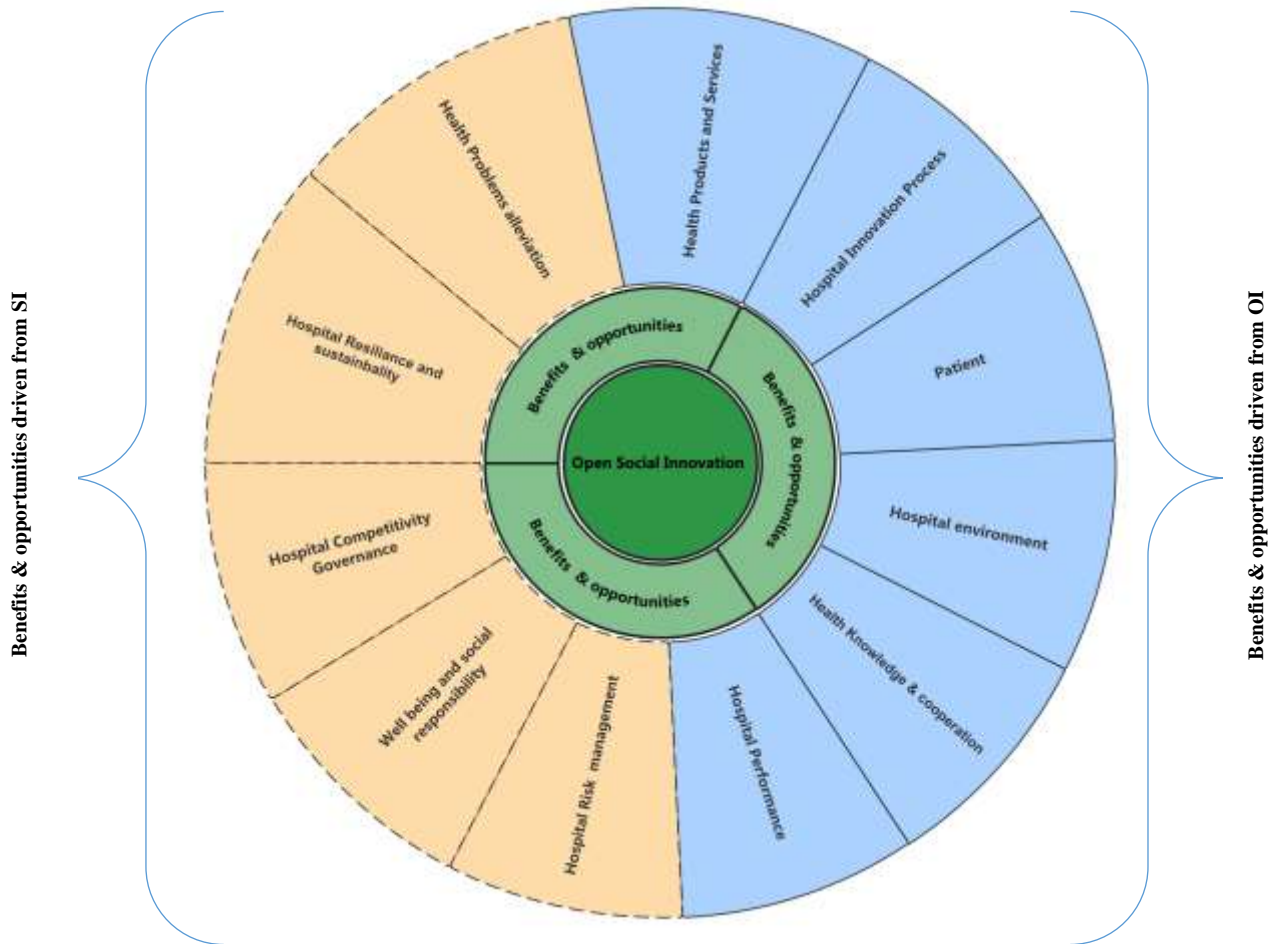 Benefits & opportunities driven from SI
Health Problems alleviation
Hospital Resiliance and
sustainbality
Hospital Competitivity
Governance
Well being and social
responsibility
Hospital Risk management
Health Products and Services
Hospital Innovation Process
Patient
Hospital environment
Health Knowledge & cooperation
Hospital Performance
Benefits & opportunities
Benefits & opportunities
Benefits & opportunities
Open Social Innovation
Benefits & opportunities driven from OI